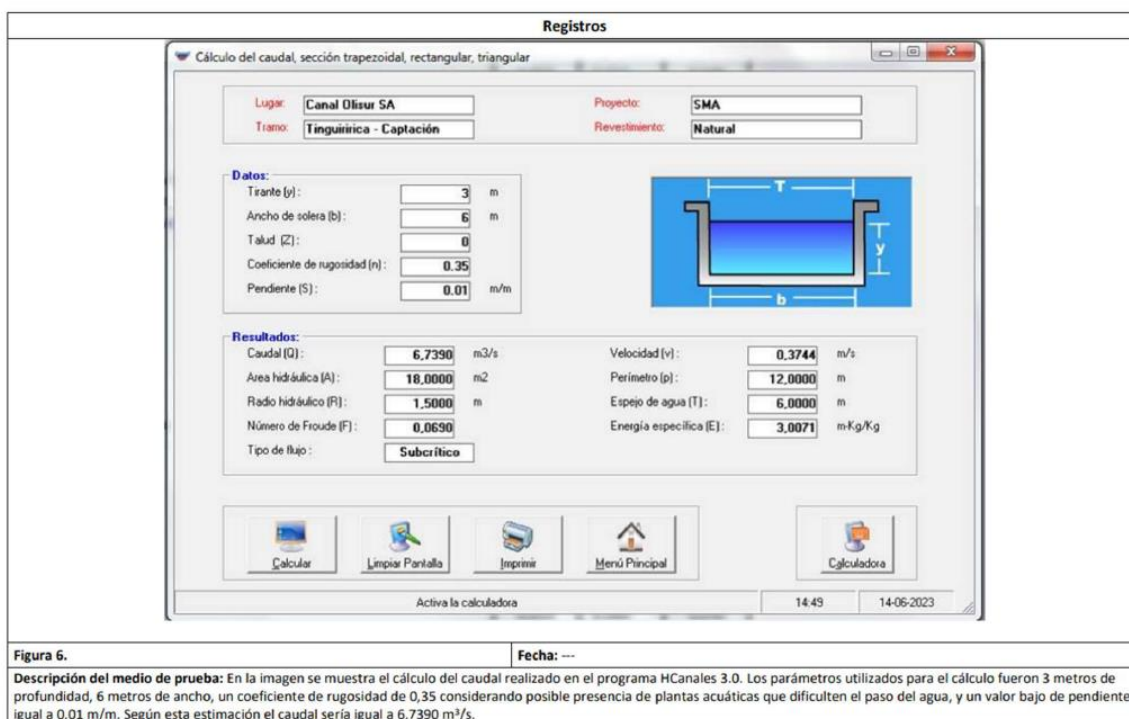 Registros
Cálculo del caudal, sección trapezoidal, rectangular, triangular
Lugar: Canal Olisur SA Proyecto: SMA
Tramo: Tinguiririca - Captación Revestimiento: Natural
Datos:
Tirante (y) : 3 m
Ancho de solera (b) : 6 m
Talud (Z) : 0
Coeficiente de rugosidad (n) : 0.35
Pendiente (S) : 0.01 m/m
T
y
b
Resultados:
Caudal (Q) : 6,7390 m3/s Velocidad (v) : 0,3744 m/s
Area hidráulica (A) : 18,0000 m2 Perímetro (p) : 12,0000 m
Radio hidráulico (R) : 1,5000 m Espejo de agua (T) : 6,0000 m
Número de Froude (F) : 0,0690 Energía específica (E) : 3,0071 m-Kg/Kg
Tipo de flujo : Subcrítico
Calcular Limpiar Pantalla Imprimir Menú Principal Calculadora
Activa la calculadora 14:49 14-06-2023
Figura 6. Fecha: ---
Descripción del medio de prueba: En la imagen se muestra el cálculo del caudal realizado en el programa HCanales 3.0. Los parámetros utilizados para el cálculo fueron 3 metros de
profundidad, 6 metros de ancho, un coeficiente de rugosidad de 0,35 considerando posible presencia de plantas acuáticas que dificulten el paso del agua, y un valor bajo de pendiente
igual a 0.01 m/m. Según esta estimación el caudal sería igual a 6.7390 m³/s.